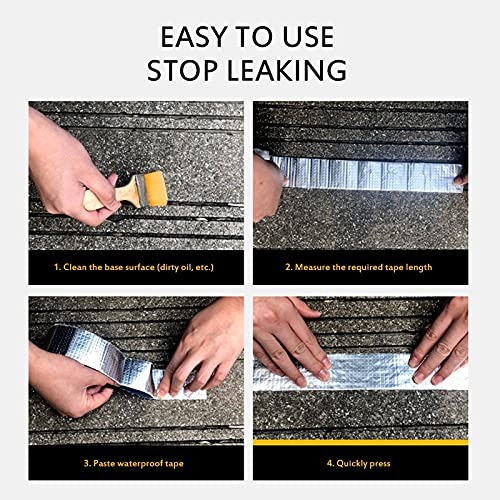 EASY TO USE
STOP LEAKING
1. Clean the base surface (dirty oil, etc.)
2. Measure the required tape length
3. Paste waterproof tape
4. Quickly press